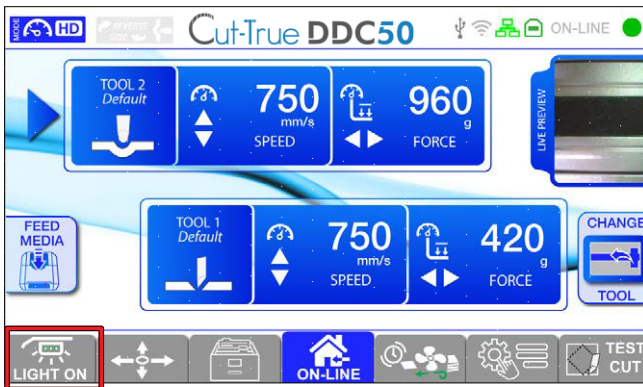 MODE
HD
REVERSE
SIDE
Cut-True DDC50
ON-LINE
TOOL 2
Default
750
mm/s
SPEED
960
g
FORCE
LIVE PREVIEW
FEED
MEDIA
TOOL 1
Default
750
mm/s
SPEED
420
g
FORCE
CHANGE
TOOL
LIGHT ON
ON-LINE
TEST
CUT